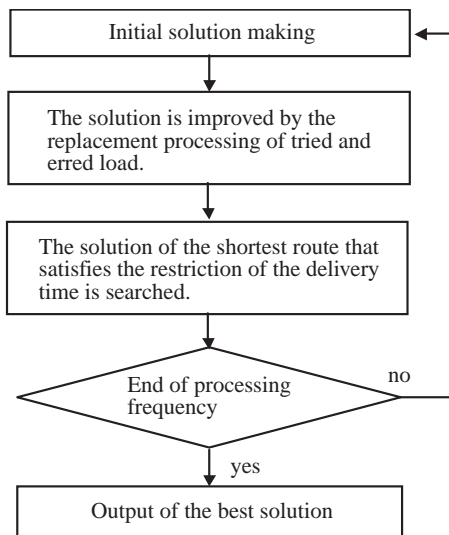 Initial solution making
The solution is improved by the
replacement processing of tried and
erred load.
The solution of the shortest route that
satisfies the restriction of the delivery
time is searched.
End of processing
frequency
no
yes
Output of the best solution